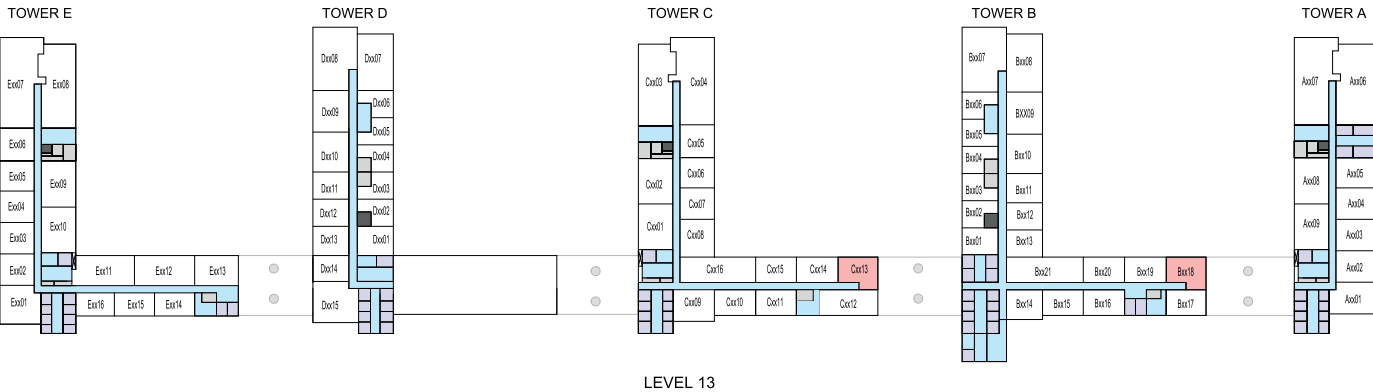 TOWER E
TOWER D
TOWER C
TOWER B
TOWER A
Exx07
Exx08
Exx06
Exx05
Exx09
Exx04
Exx10
Exx03
Exx02
Exx01
Exx11
Exx12
Exx13
Exx16
Exx15
Exx14
Dxx08
Dxx07
Dxx09
Dxx06
Dxx05
Dxx10
Dxx04
Dxx11
Dxx03
Dxx12
Dxx02
Dxx13
Dxx01
Dxx14
Dxx15
Cxx03
Cxx04
Cxx05
Cxx02
Cxx06
Cxx07
Cxx01
Cxx08
Cxx16
Cxx15
Cxx14
Cxx13
Cxx09
Cxx10
Cxx11
Cxx12
Bxx07
Bxx08
Bxx06
BXX09
Bxx05
Bxx04
Bxx10
Bxx03
Bxx11
Bxx02
Bxx12
Bxx01
Bxx13
Bxx21
Bxx20
Bxx19
Bxx18
Bxx14
Bxx15
Bxx16
Bxx17
Axx07
Axx06
Axx08
Axx05
Axx04
Axx09
Axx03
Axx02
Axx01
LEVEL 13